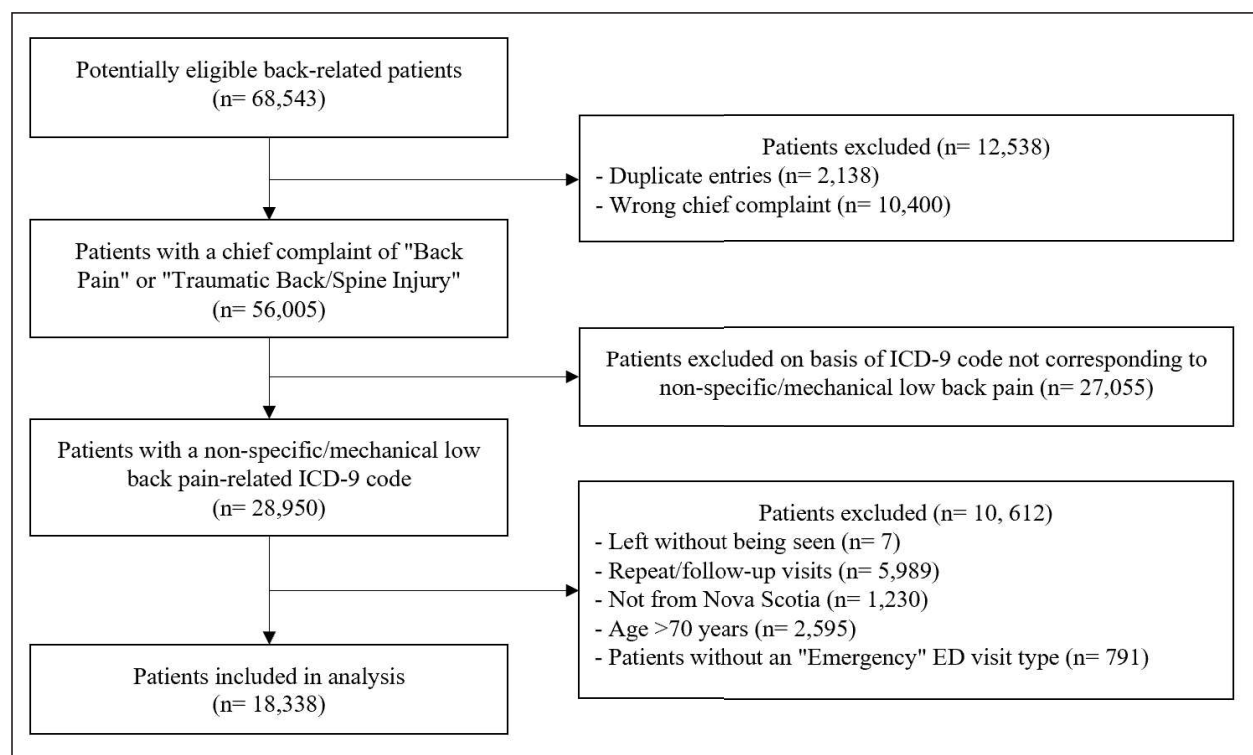 Potentially eligible back-related patients
(n= 68,543)
Patients excluded (n= 12,538)
- Duplicate entries (n= 2,138)
- Wrong chief complaint (n= 10,400)
Patients with a chief complaint of "Back
Pain" or "Traumatic Back/Spine Injury"
(n= 56,005)
Patients excluded on basis of ICD-9 code not corresponding to
non-specific/mechanical low back pain (n= 27,055)
Patients with a non-specific/mechanical low
back pain-related ICD-9 code
(n= 28,950)
Patients excluded (n= 10, 612)
- Left without being seen (n= 7)
- Repeat/follow-up visits (n= 5,989)
- Not from Nova Scotia (n= 1,230)
- Age >70 years (n= 2,595)
- Patients without an "Emergency" ED visit type (n= 791)
Patients included in analysis
(n= 18,338)